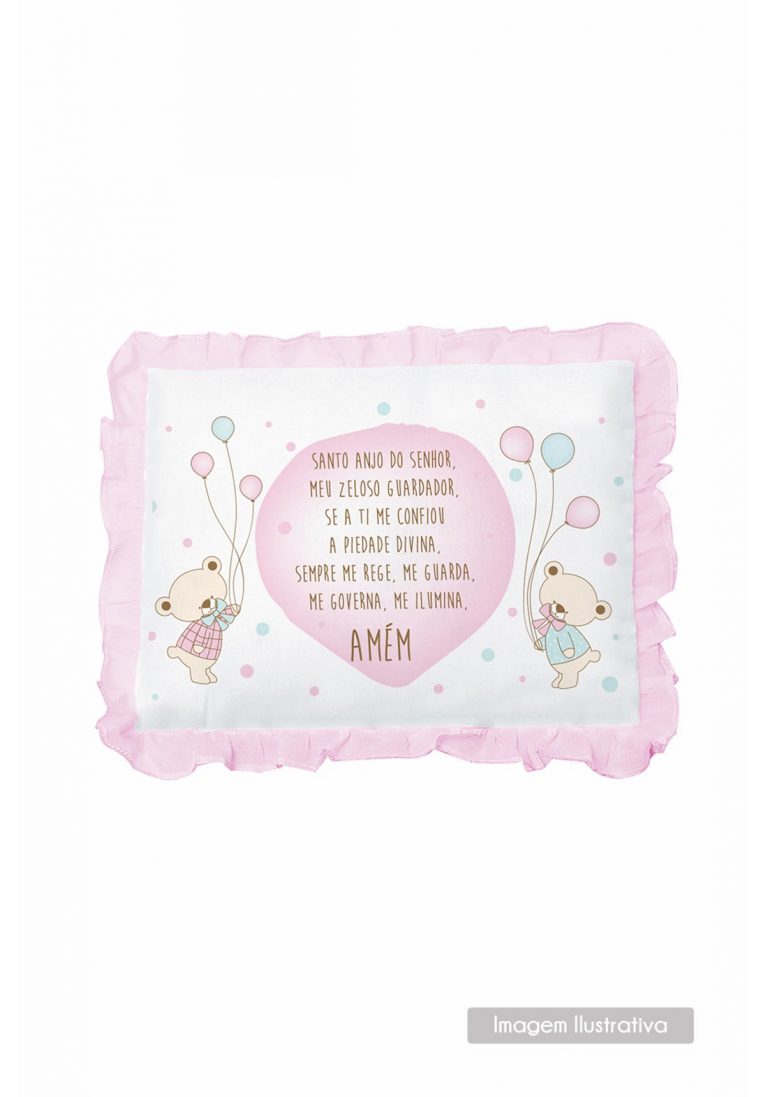 SANTO ANJO DO SENHOR,
MEU ZELOSO GUARDADOR,
SE A TI ME CONFIOU
A PIEDADE DIVINA,
SEMPRE ME REGE, ME GUARDA,
ME GOVERNA, ME ILUMINA,
AMÉM
Imagem Ilustrativa